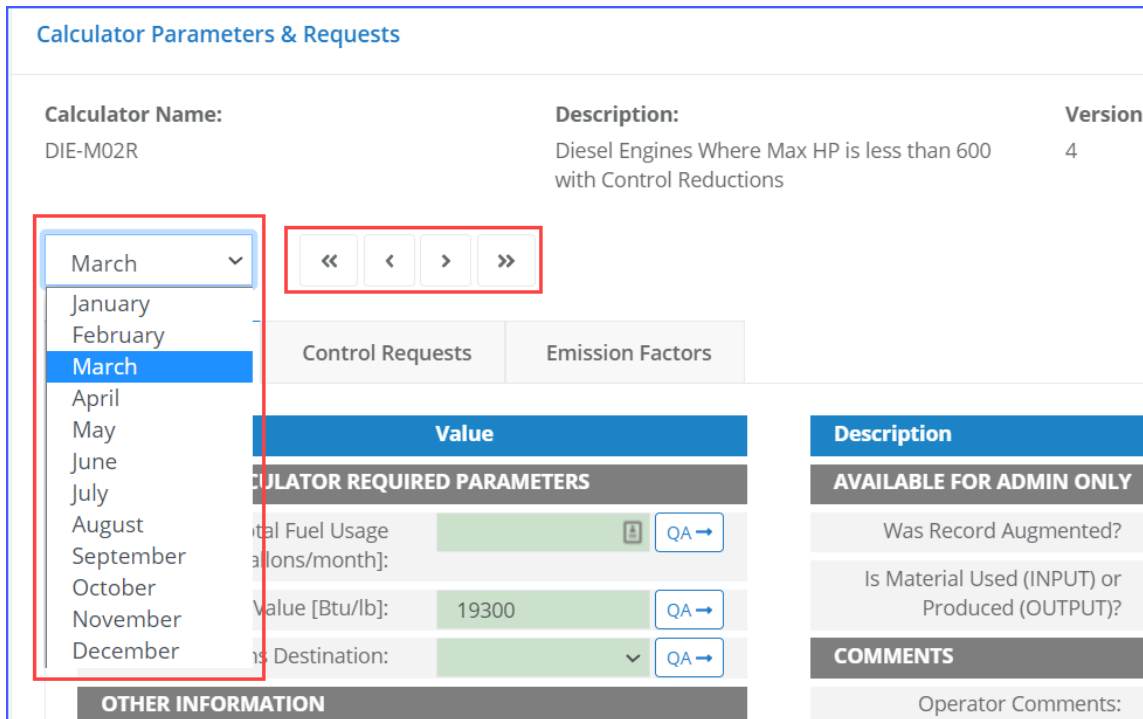 Calculator Parameters & Requests
Calculator Name:
Description:
Version
DIE-M02R
Diesel Engines Where Max HP is less than 600
with Control Reductions
4
March
« ‹ › »
January
February
March
April
May
June
July
August
September
October
November
December
Control Requests
Emission Factors
Value
CULATOR REQUIRED PARAMETERS
tal Fuel Usage
allons/month]:
QA→
Value [Btu/lb]:
19300
QA→
ns Destination:
QA→
OTHER INFORMATION
Description
AVAILABLE FOR ADMIN ONLY
Was Record Augmented?
Is Material Used (INPUT) or
Produced (OUTPUT)?
COMMENTS
Operator Comments: